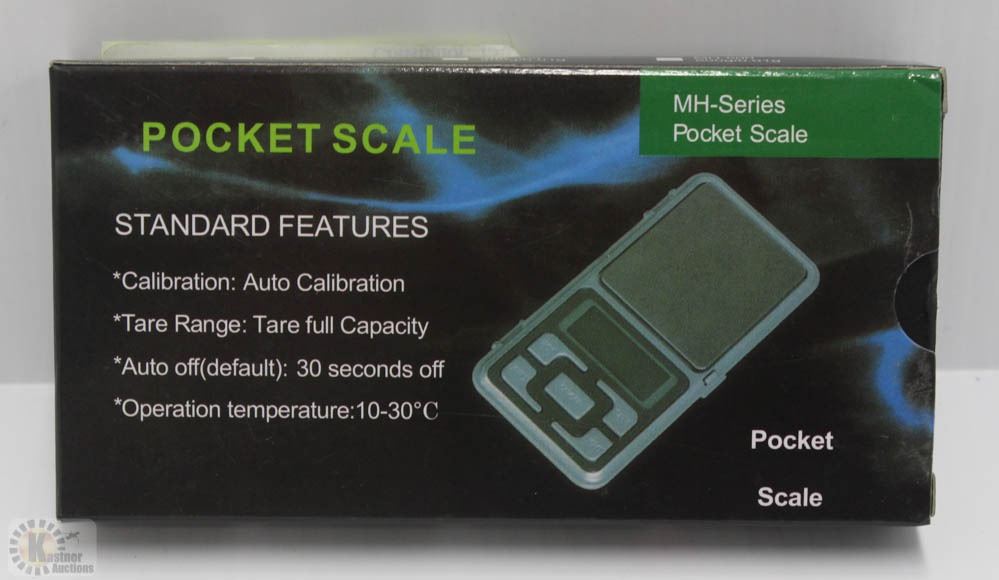 MH-Series
Pocket Scale
POCKET SCALE
STANDARD FEATURES
*Calibration: Auto Calibration
*Tare Range: Tare full Capacity
*Auto off(default): 30 seconds off
*Operation temperature:10-30°C
Pocket
Scale
Kastner
Auctions